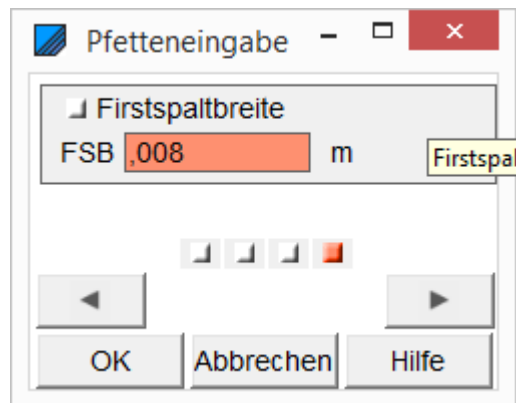 Pfetteneingabe
Firstspaltbreite
FSB ,008 m
Firstspal
OK Abbrechen Hilfe